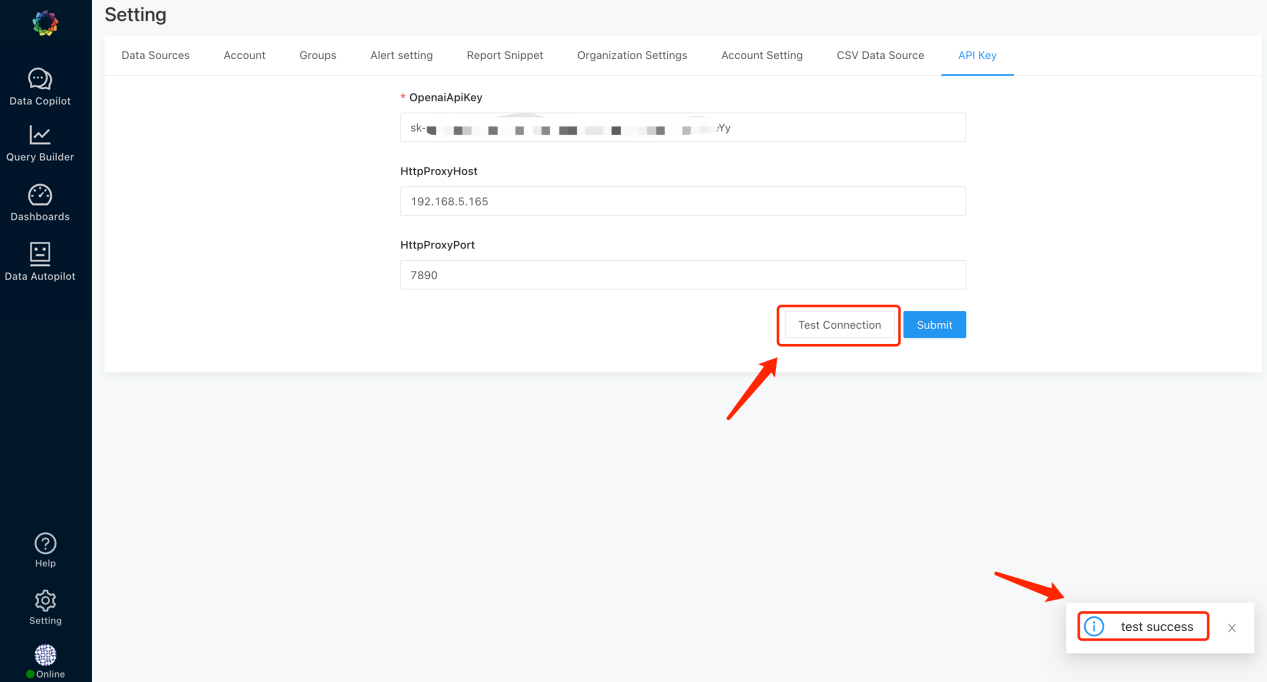 Setting
Data Sources Account Groups Alert setting Report Snippet Organization Settings Account Setting CSV Data Source API Key
Data Copilot
Query Builder
Dashboards
Data Autopilot
* OpenaiApiKey
sk-
Yy
HttpProxyHost
192.168.5.165
HttpProxyPort
7890
Test Connection Submit
Help
Setting
Online
test success X